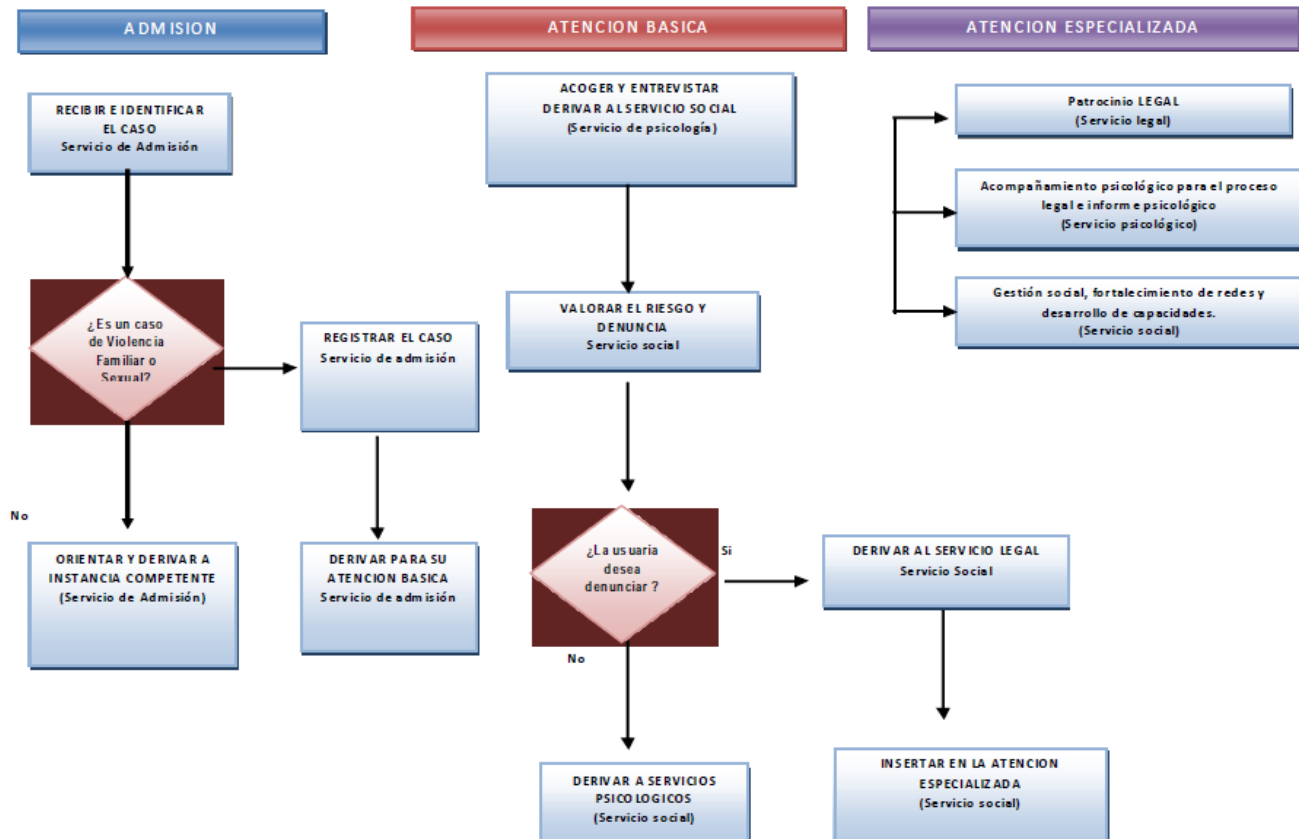 ADMISION
RECIBIR E IDENTIFICAR
EL CASO
Servicio de Admisión
¿Es un caso
de Violencia
Familiar o
Sexual?
REGISTRAR EL CASO
Servicio de admisión
No
ORIENTAR Y DERIVAR A
INSTANCIA COMPETENTE
(Servicio de Admisión)
DERIVAR PARA SU
ATENCION BASICA
Servicio de admisión
ATENCION BASICA
ACOGER Y ENTREVISTAR
DERIVAR AL SERVICIO SOCIAL
(Servicio de psicología)
VALORAR EL RIESGO Y
DENUNCIA
Servicio social
¿La usuaria
desea
denunciar ?
Si
No
DERIVAR AL SERVICIO LEGAL
Servicio Social
DERIVAR A SERVICIOS
PSICOLOGICOS
(Servicio social)
INSERTAR EN LA ATENCION
ESPECIALIZADA
(Servicio social)
ATENCION ESPECIALIZADA
Patrocinio LEGAL
(Servicio legal)
Acompañamiento psicológico para el proceso
legal e informe psicológico
(Servicio psicológico)
Gestión social, fortalecimiento de redes y
desarrollo de capacidades.
(Servicio social)